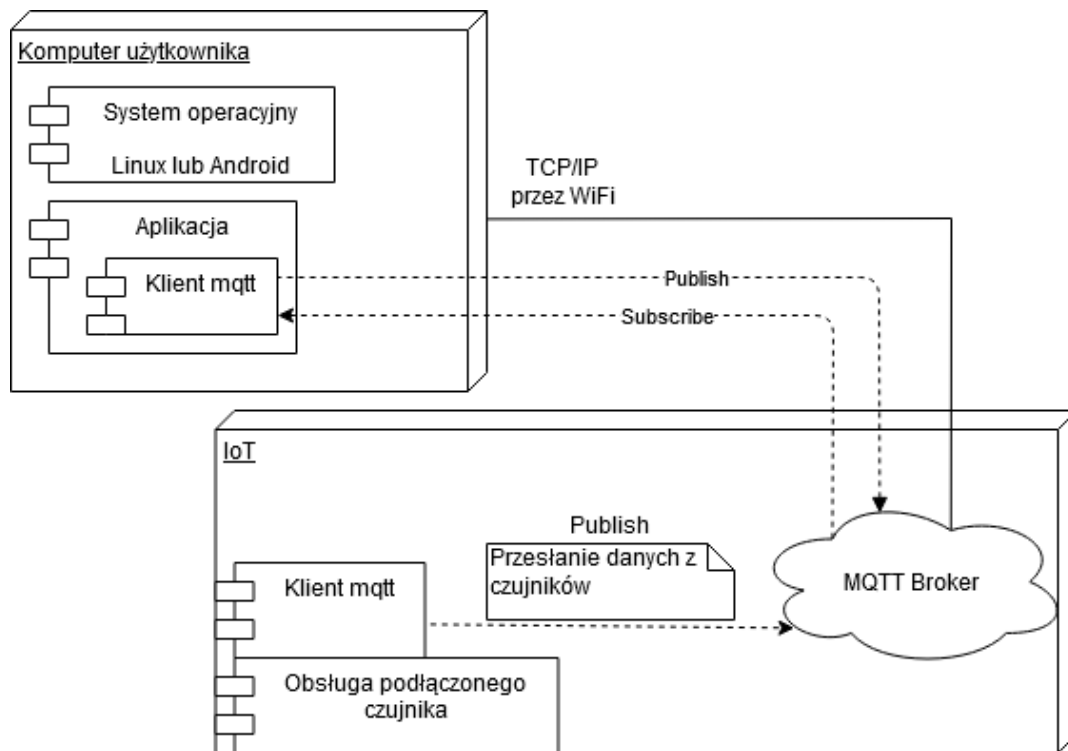 Komputer użytkownika
System operacyjny
Linux lub Android
Aplikacja
Klient mqtt
TCP/IP
przez WiFi
Publish
Subscribe
IoT
Publish
Przesłanie danych z
czujników
Klient mqtt
MQTT Broker
Obsługa podłączonego
czujnika